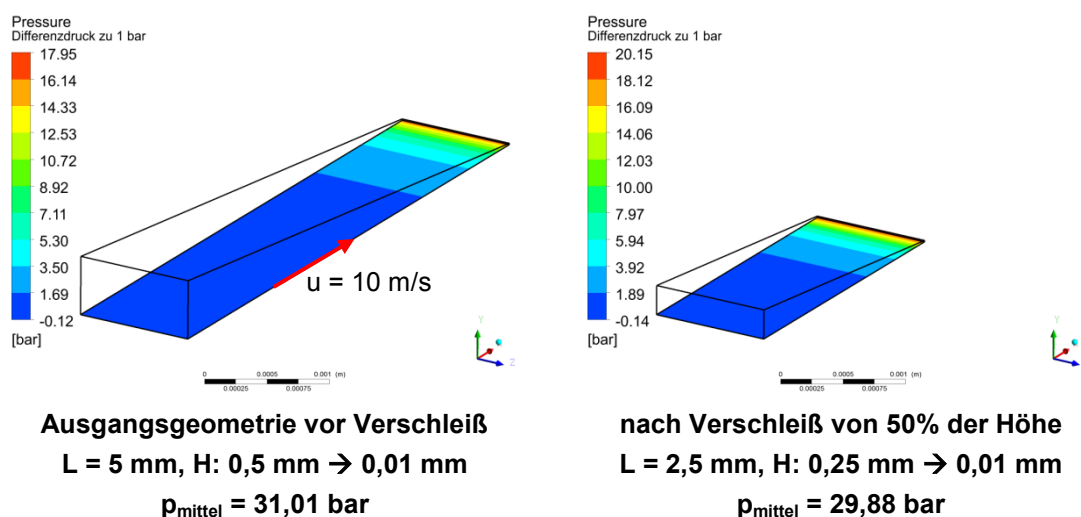 Pressure
Differenzdruck zu 1 bar
17.95
16.14
14.33
12.53
10.72
8.92
7.11
5.30
3.50
1.69
-0.12
[bar]
u = 10 m/s
Y
Z
0 0.0005 0.001 (m)
0.00025 0.00075
Ausgangsgeometrie vor Verschleiß
L = 5 mm, H: 0,5 mm → 0,01 mm
pmittel = 31,01 bar
Pressure
Differenzdruck zu 1 bar
20.15
18.12
16.09
14.06
12.03
10.00
7.97
5.94
3.92
1.89
-0.14
[bar]
Y
Z
0 0.0005 0.001 (m)
0.00025 0.00075
nach Verschleiß von 50% der Höhe
L = 2,5 mm, H: 0,25 mm → 0,01 mm
pmittel = 29,88 bar